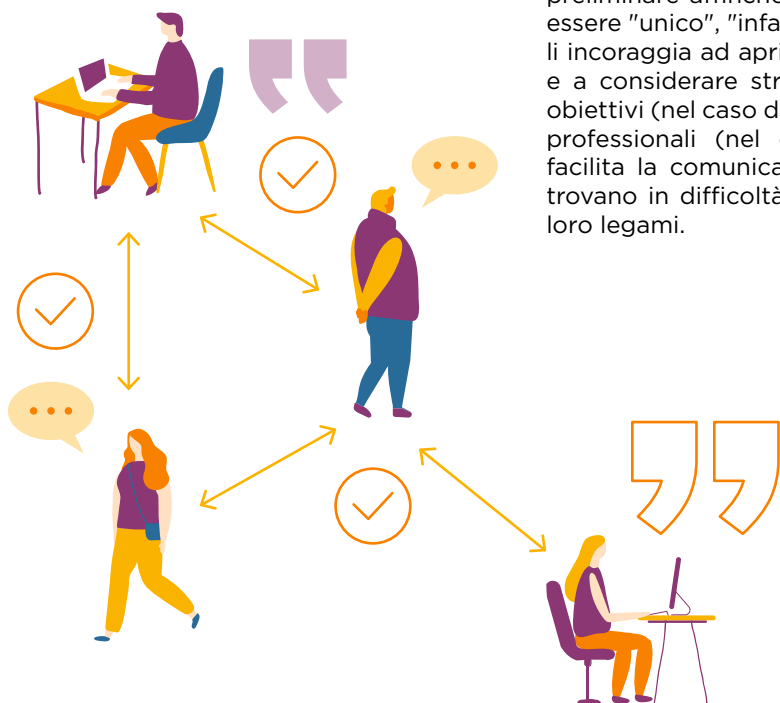 essere "unico", "infa
li incoraggia ad apri
e a considerare str
obiettivi (nel caso d
professionali (nel
facilita la comunica
trovano in difficoltà
loro legami.